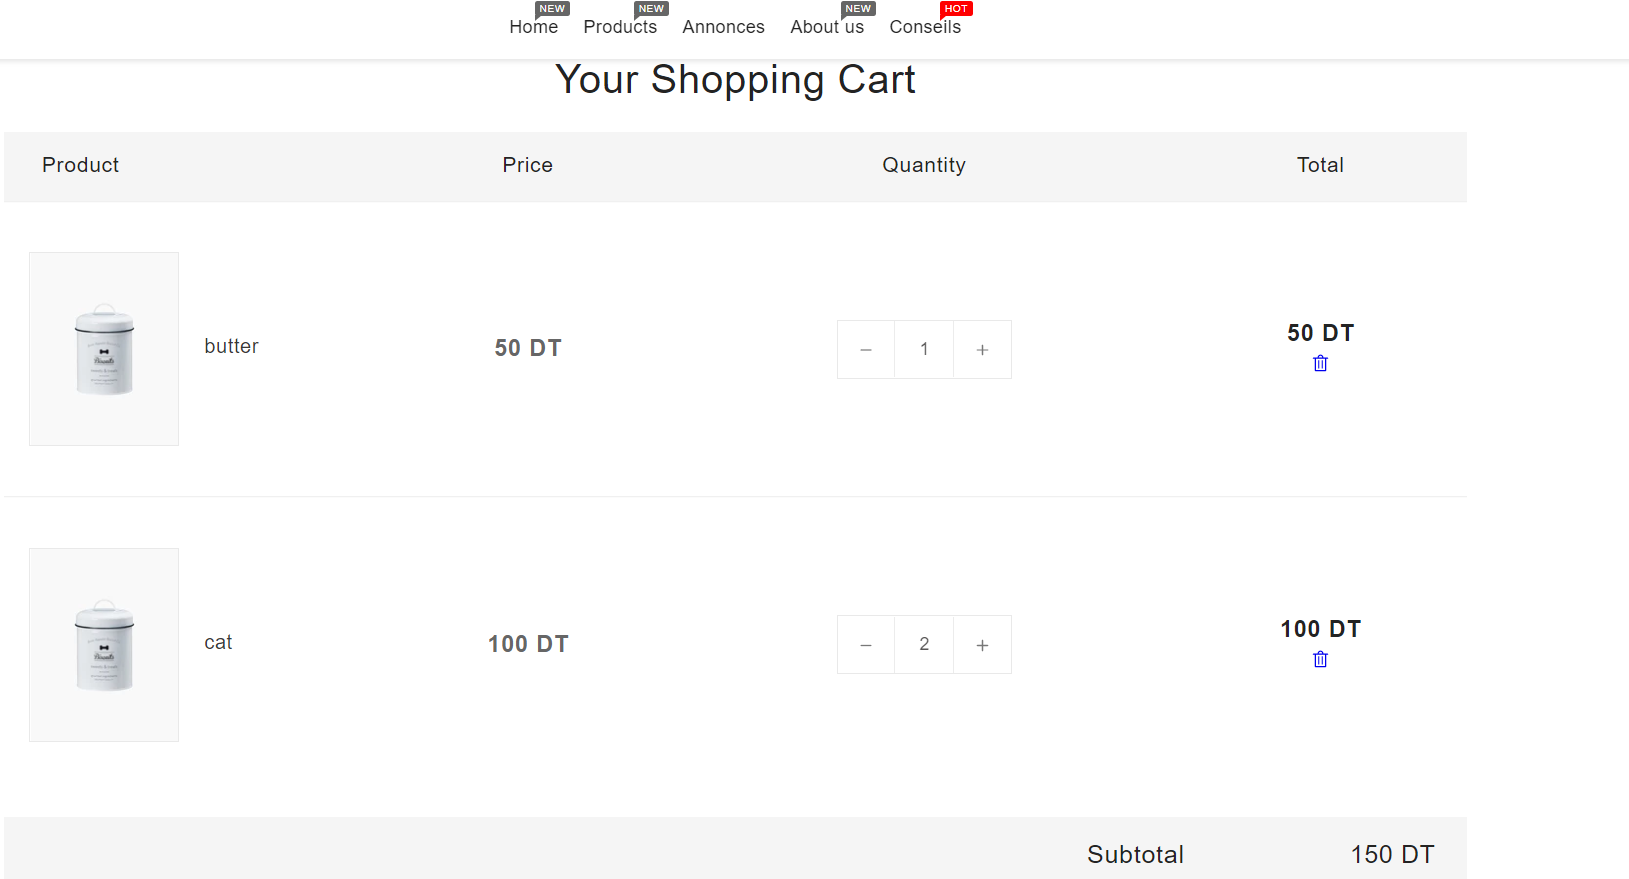 NEW NEW NEW HOT
Home Products Annonces About us Conseils
Your Shopping Cart
Product Price Quantity Total
butter 50 DT − 1 + 50 DT
cat 100 DT − 2 + 100 DT
Subtotal 150 DT